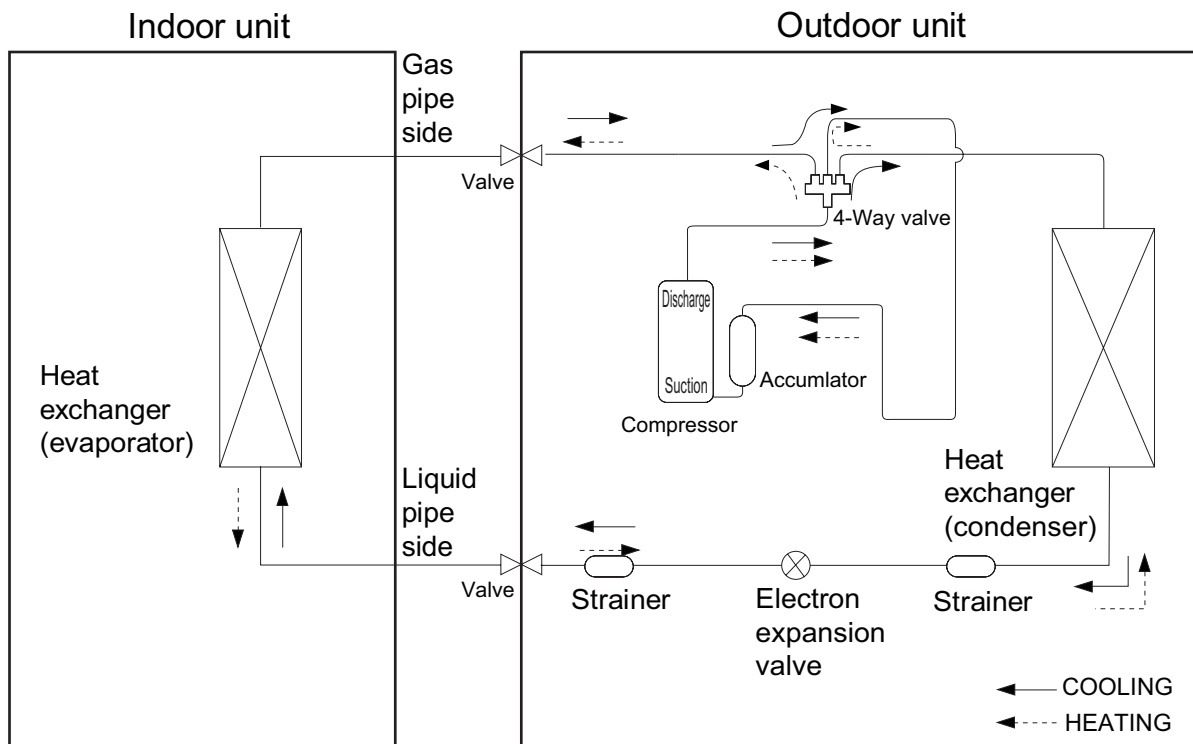 Indoor unit
Outdoor unit
Gas
pipe
side
Valve
4-Way valve
Discharge
Suction
Accumlator
Compressor
Heat
exchanger
(evaporator)
Heat
exchanger
(condenser)
Liquid
pipe
side
Valve
Strainer
Electron
expansion
valve
Strainer
COOLING
HEATING